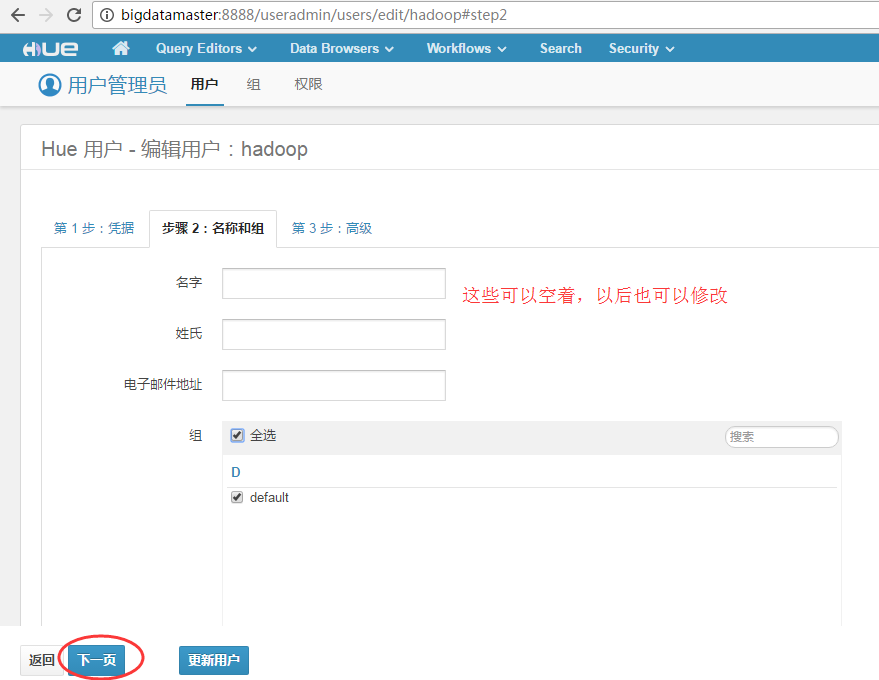 bigdatamaster:8888/useradmin/users/edit/hadoop#step2
HUE Query Editors Data Browsers Workflows Search Security
用户管理员 用户 组 权限
Hue 用户 - 编辑用户：hadoop
第 1 步：凭据 步骤 2：名称和组 第 3 步：高级
名字
这些可以空着，以后也可以修改
姓氏
电子邮件地址
组 全选 搜索
D
default
返回 下一页 更新用户